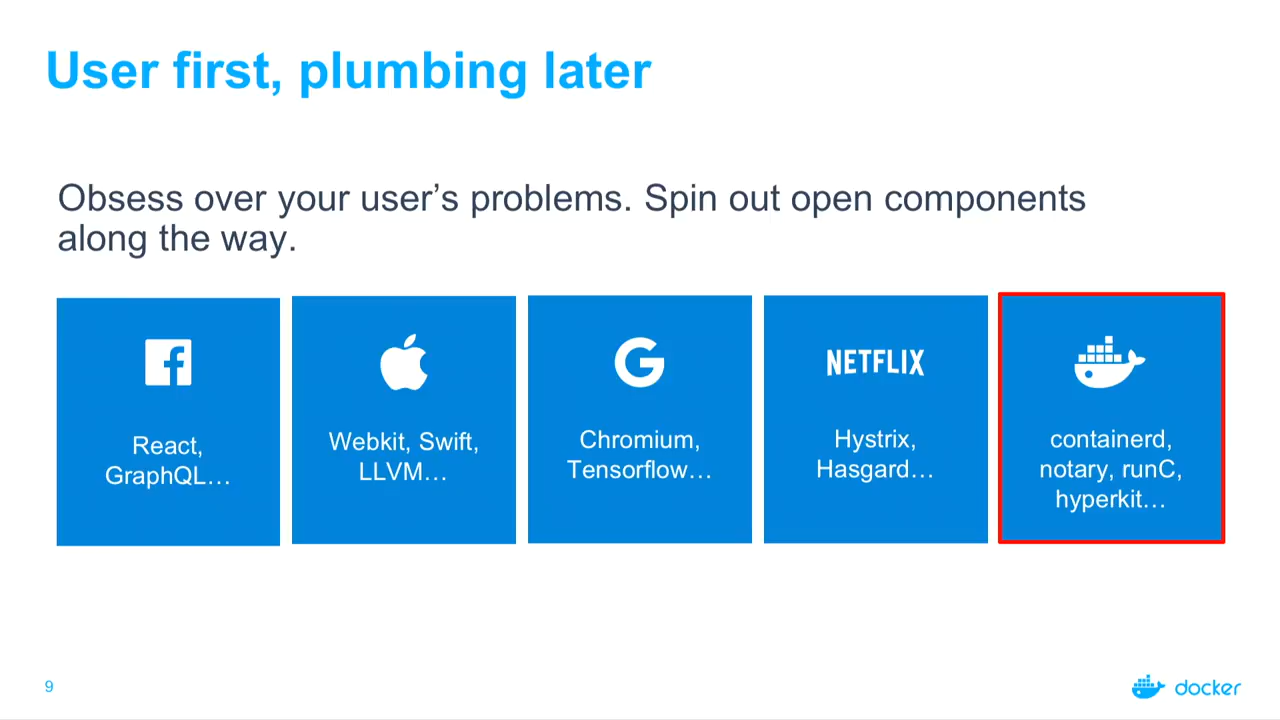 User first, plumbing later
Obsess over your user’s problems. Spin out open components
along the way.
React,
GraphQL…
Webkit, Swift,
LLVM…
Chromium,
Tensorflow…
NETFLIX
Hystrix,
Hasgard…
containerd,
notary, runC,
hyperkit…
9
docker